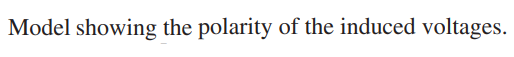 Model showing the polarity of the induced voltages.